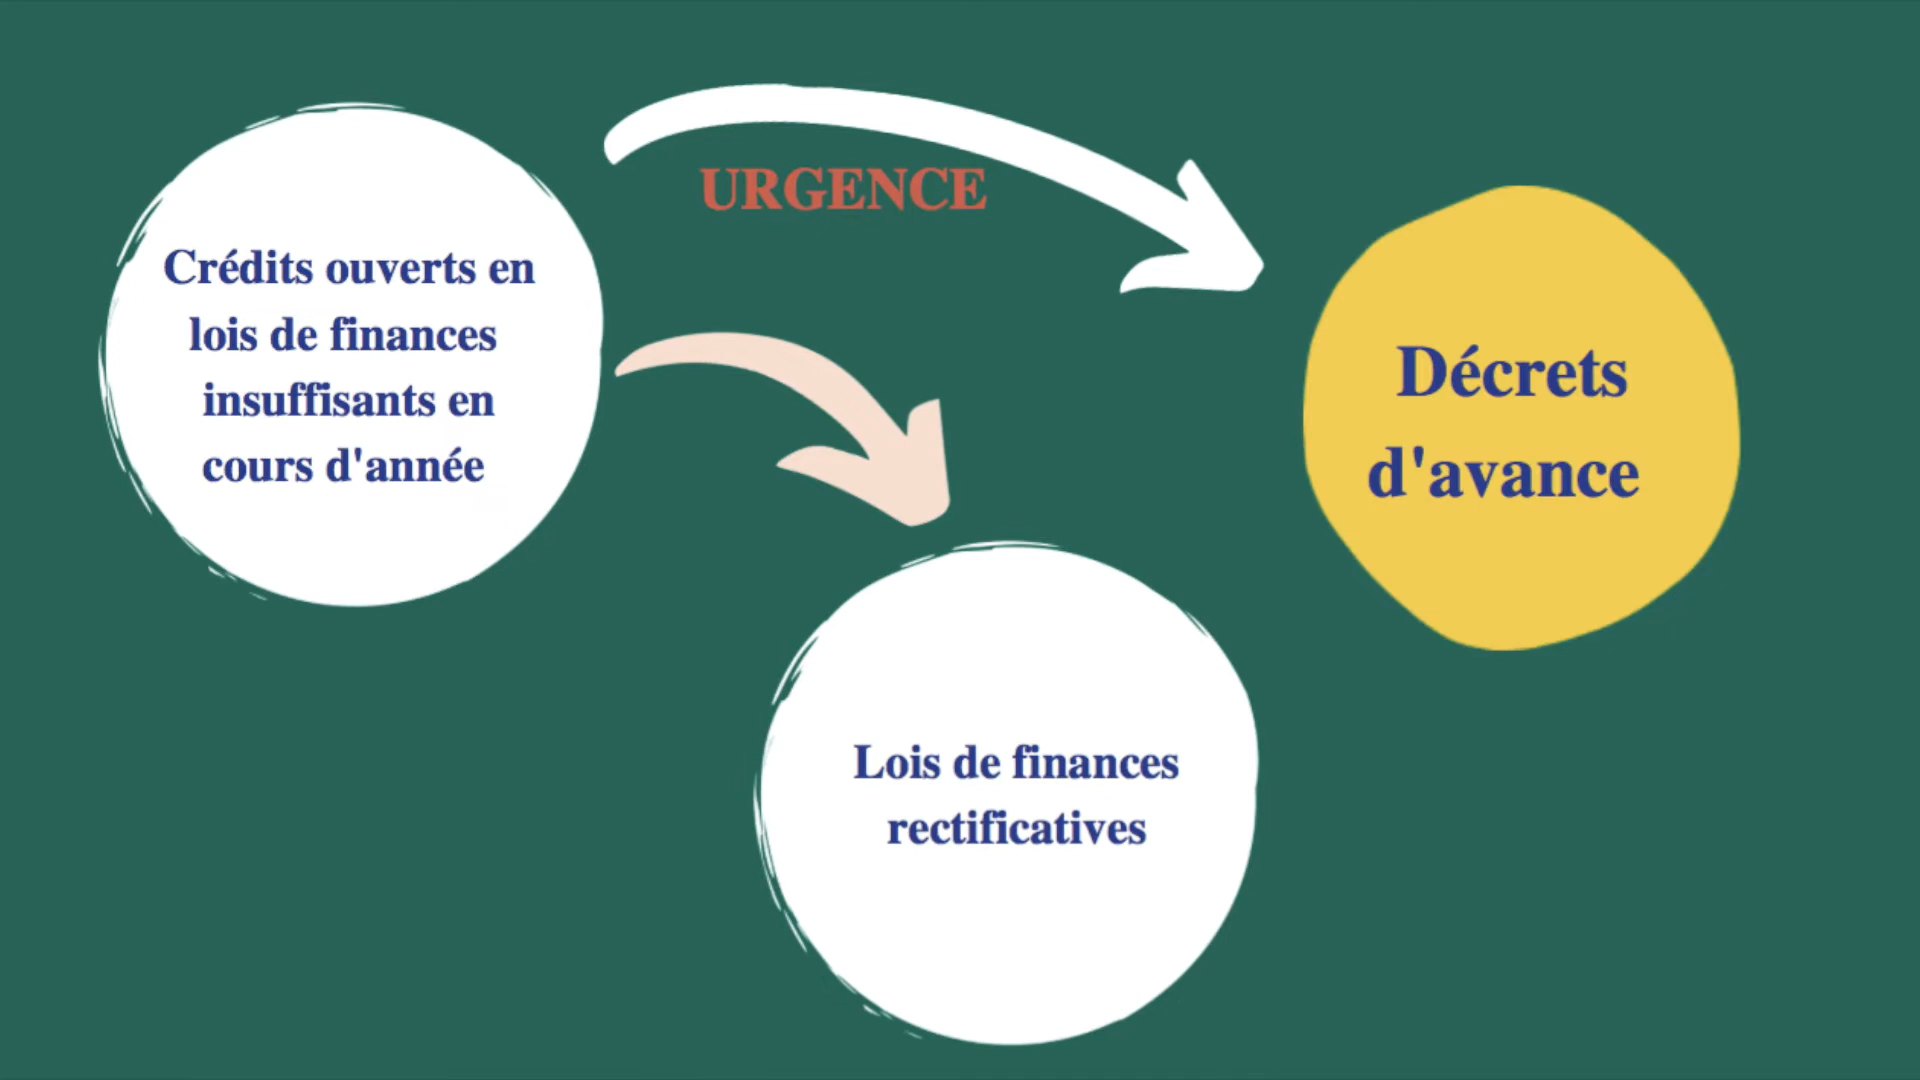 Crédits ouverts en
lois de finances
insuffisants en
cours d'année
URGENCE
Décrets
d'avance
Lois de finances
rectificatives